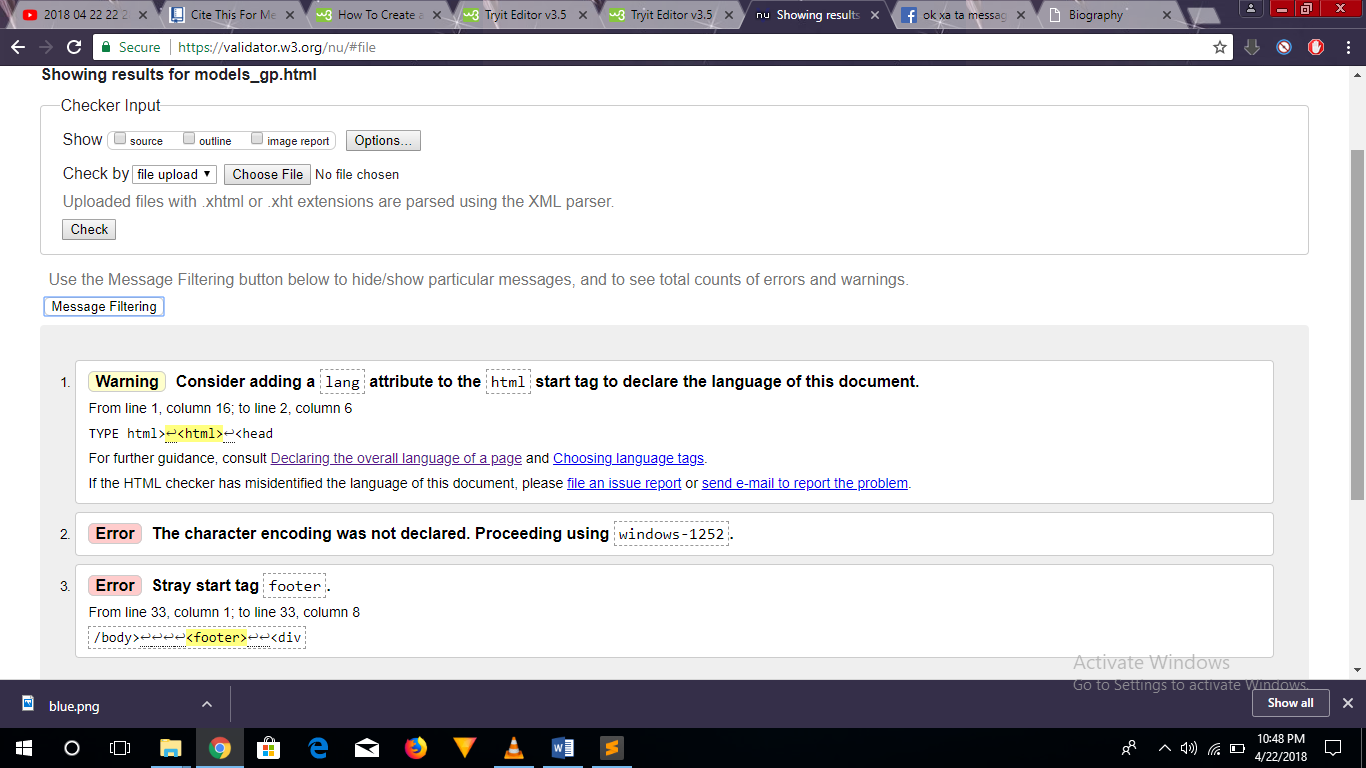 2018 04 22 22 2
Cite This For Me
How To Create a
Tryit Editor v3.5
Tryit Editor v3.5
nu Showing results
ok xa ta messag
Biography
Secure https://validator.w3.org/nu/#file
Showing results for models_gp.html
Checker Input
Show source outline image report Options...
Check by file upload Choose File No file chosen
Uploaded files with .xhtml or .xht extensions are parsed using the XML parser.
Check
Use the Message Filtering button below to hide/show particular messages, and to see total counts of errors and warnings.
Message Filtering
1. Warning Consider adding a lang attribute to the html start tag to declare the language of this document.
From line 1, column 16; to line 2, column 6
TYPE html>↩<html>↩<head
For further guidance, consult Declaring the overall language of a page and Choosing language tags.
If the HTML checker has misidentified the language of this document, please file an issue report or send e-mail to report the problem.
2. Error The character encoding was not declared. Proceeding using windows-1252.
3. Error Stray start tag footer.
From line 33, column 1; to line 33, column 8
/body>↩↩↩↩<footer>↩↩<div
Activate Windows
Go to Settings to activate Windows.
blue.png
Show all
10:48 PM
4/22/2018